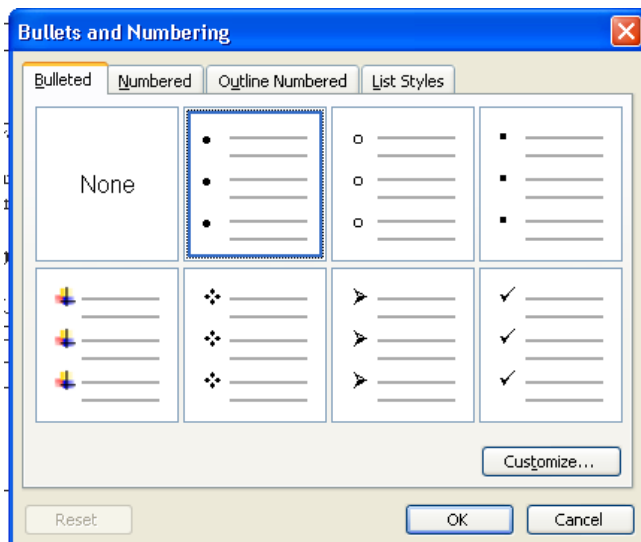 Bullets and Numbering
Bulleted Numbered Outline Numbered List Styles
None
Customize...
Reset OK Cancel